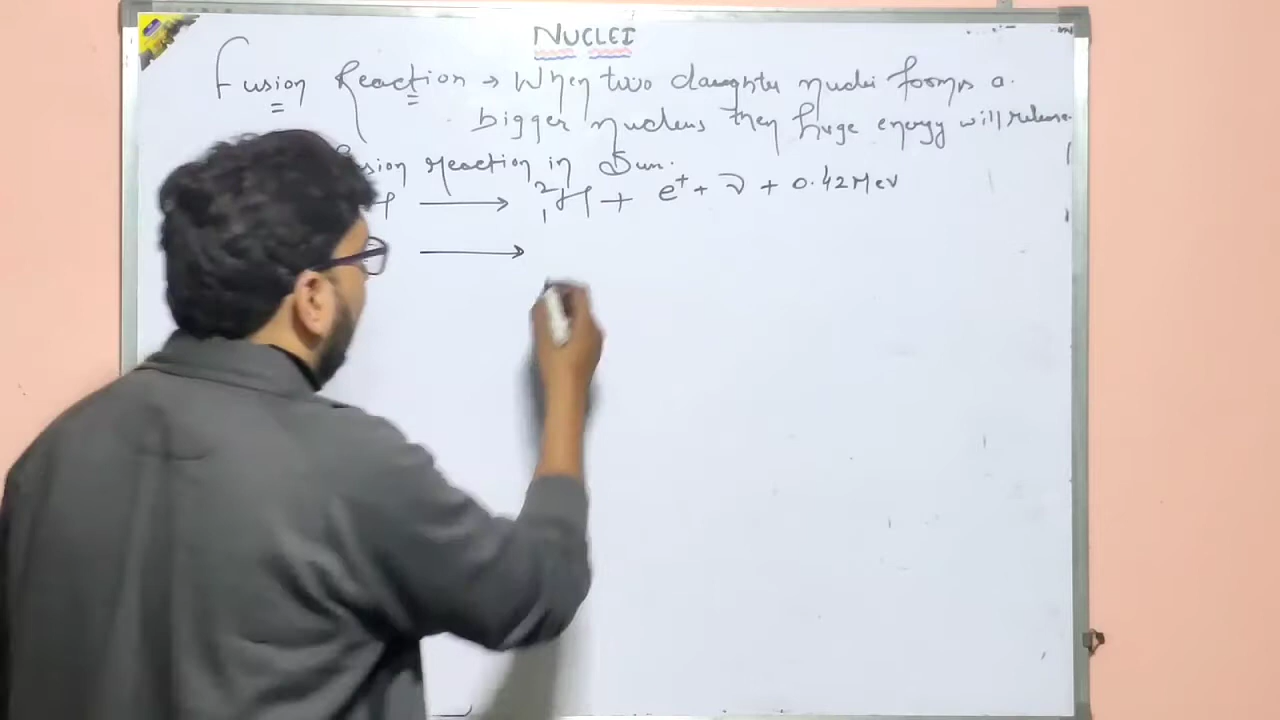 NUCLEI
Fusion Reaction → When two daughter nuclei forms a
bigger nucleus then huge energy will release.
reaction in Sun.
⟶ ²₁H + e⁺ + ν + 0.42 MeV
⟶